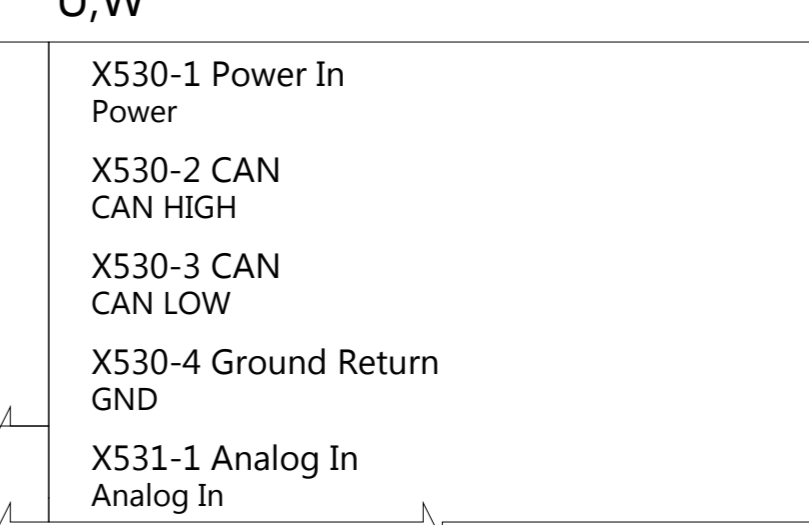 U,W
X530-1 Power In
Power
X530-2 CAN
CAN HIGH
X530-3 CAN
CAN LOW
X530-4 Ground Return
GND
X531-1 Analog In
Analog In